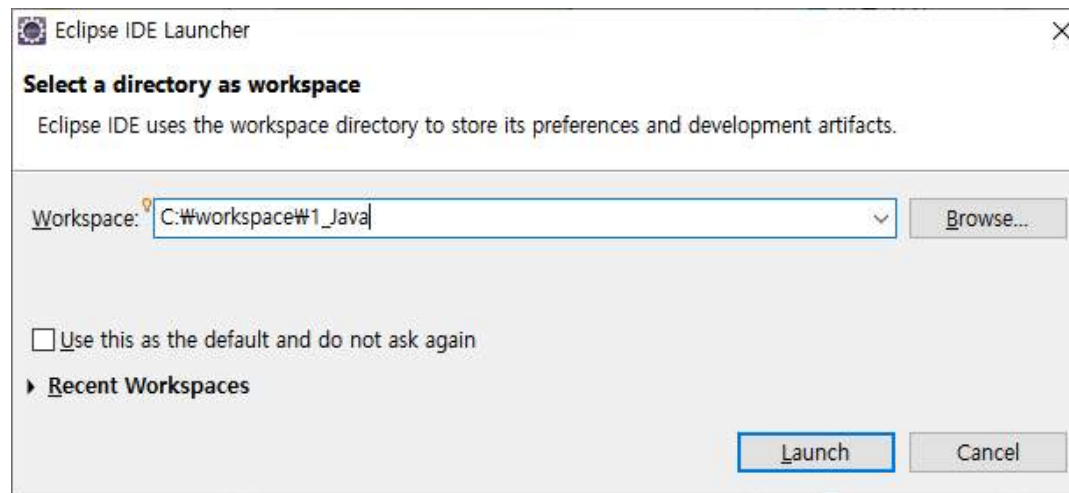 Eclipse IDE Launcher
Select a directory as workspace
Eclipse IDE uses the workspace directory to store its preferences and development artifacts.
Workspace: C:₩workspace₩1_Java Browse...
Use this as the default and do not ask again
Recent Workspaces
Launch Cancel